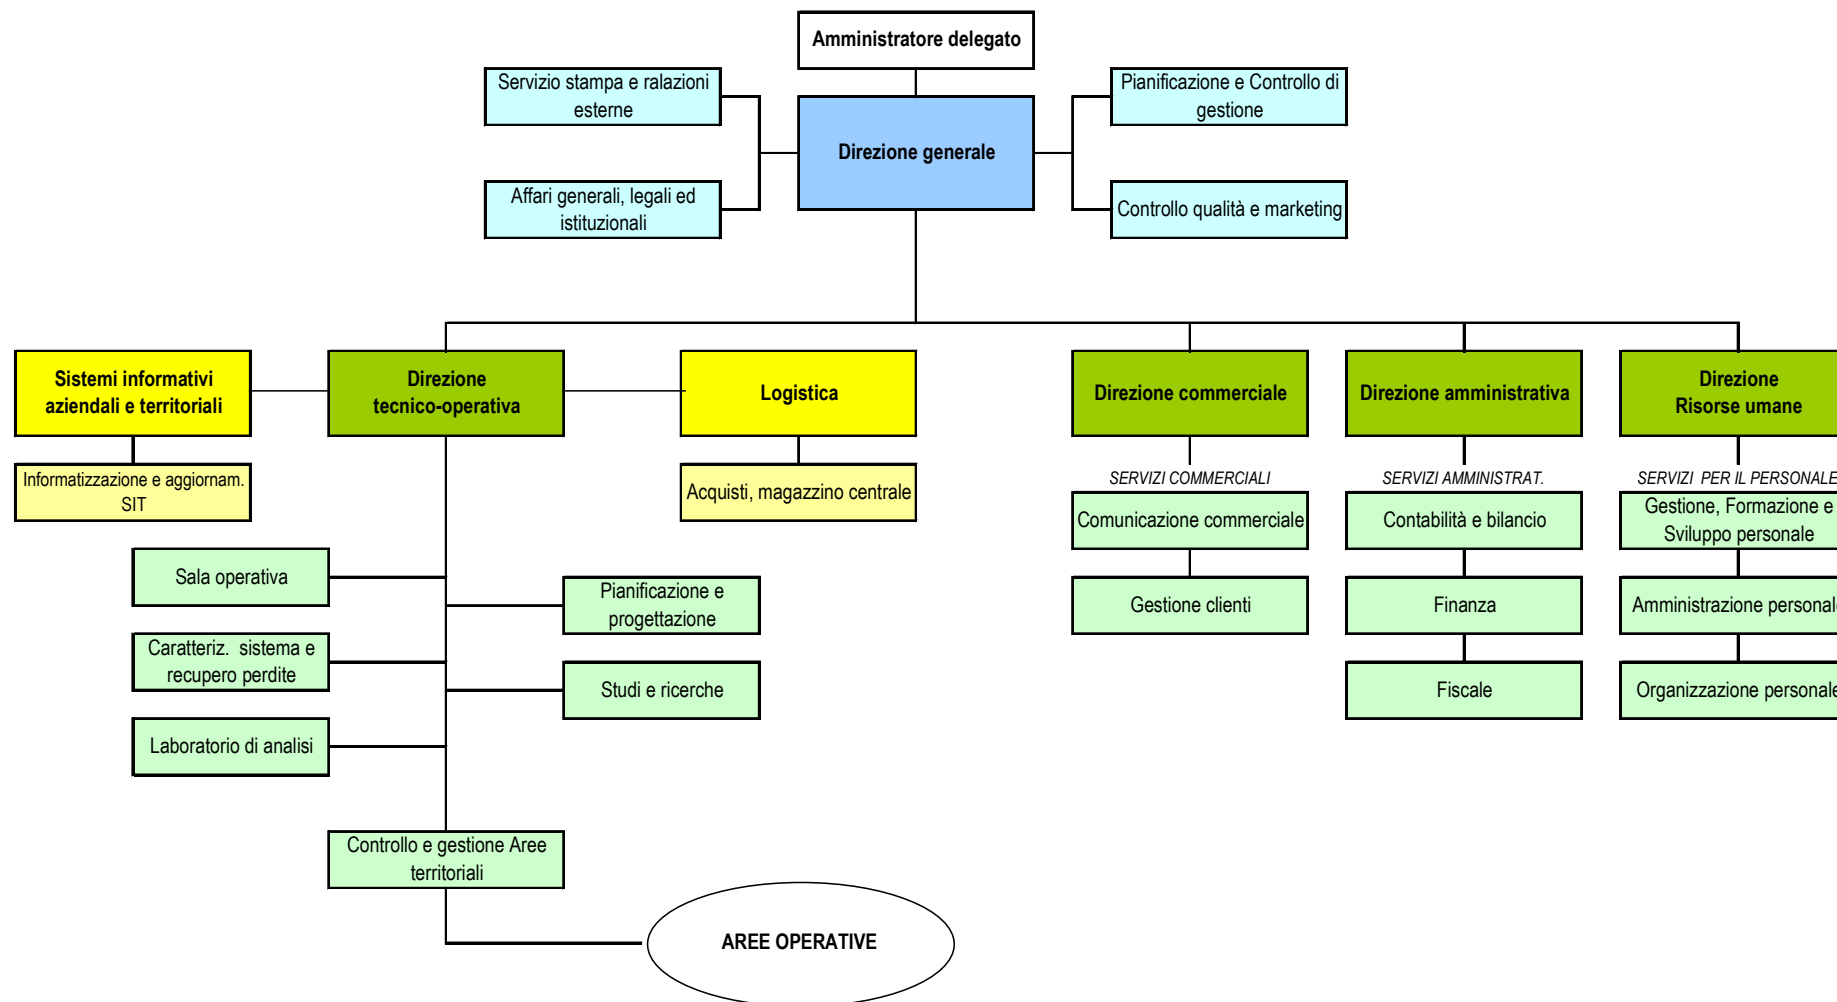 Amministratore delegato
Servizio stampa e ralazioni
esterne
Pianificazione e Controllo di
gestione
Direzione generale
Affari generali, legali ed
istituzionali
Controllo qualità e marketing
Sistemi informativi
aziendali e territoriali
Direzione
tecnico-operativa
Logistica
Direzione commerciale
Direzione amministrativa
Direzione
Risorse umane
Informatizzazione e aggiornam.
SIT
Acquisti, magazzino centrale
SERVIZI COMMERCIALI
SERVIZI AMMINISTRAT.
SERVIZI PER IL PERSONALE
Comunicazione commerciale
Contabilità e bilancio
Gestione, Formazione e
Sviluppo personale
Sala operativa
Pianificazione e
progettazione
Gestione clienti
Finanza
Amministrazione personale
Caratteriz. sistema e
recupero perdite
Studi e ricerche
Fiscale
Organizzazione personale
Laboratorio di analisi
Controllo e gestione Aree
territoriali
AREE OPERATIVE